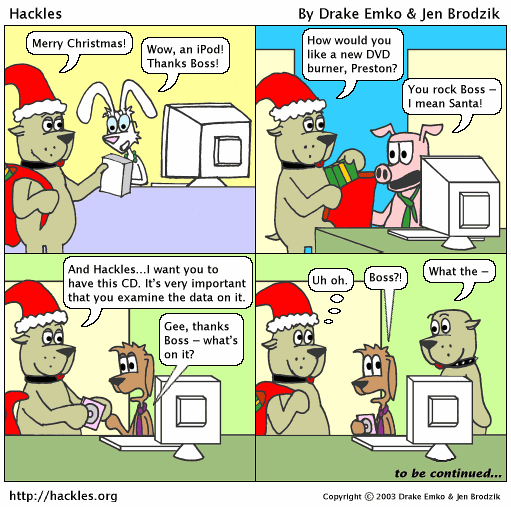 Hackles
By Drake Emko & Jen Brodzik
Merry Christmas!
Wow, an iPod!
Thanks Boss!
How would you
like a new DVD
burner, Preston?
You rock Boss –
I mean Santa!
And Hackles...I want you to
have this CD. It's very important
that you examine the data on it.
Gee, thanks
Boss – what's
on it?
Uh oh.
Boss?!
What the –
to be continued...
http://hackles.org
Copyright © 2003 Drake Emko & Jen Brodzik